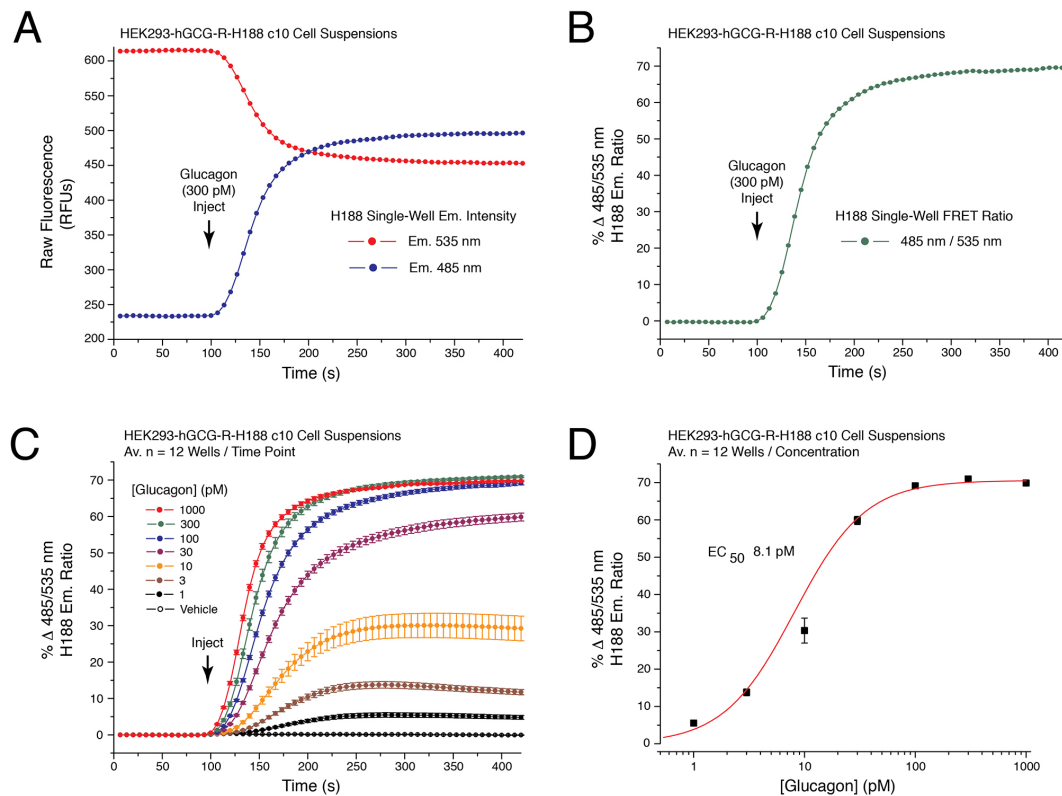 A
HEK293-hGCG-R-H188 c10 Cell Suspensions
600
550
500
450
400
350
300
250
200
Raw Fluorescence
(RFUs)
Glucagon
(300 pM)
Inject
H188 Single-Well Em. Intensity
Em. 535 nm
Em. 485 nm
0 50 100 150 200 250 300 350 400
Time (s)
B
HEK293-hGCG-R-H188 c10 Cell Suspensions
70
60
50
40
30
20
10
0
% Δ 485/535 nm
H188 Em. Ratio
Glucagon
(300 pM)
Inject
H188 Single-Well FRET Ratio
485 nm / 535 nm
0 50 100 150 200 250 300 350 400
Time (s)
C
HEK293-hGCG-R-H188 c10 Cell Suspensions
Av. n = 12 Wells / Time Point
70
60
50
40
30
20
10
0
% Δ 485/535 nm
H188 Em. Ratio
[Glucagon] (pM)
1000
300
100
30
10
3
1
Vehicle
Inject
0 50 100 150 200 250 300 350 400
Time (s)
D
HEK293-hGCG-R-H188 c10 Cell Suspensions
Av. n = 12 Wells / Concentration
70
60
50
40
30
20
10
0
% Δ 485/535 nm
H188 Em. Ratio
EC 50 8.1 pM
1 10 100 1000
[Glucagon] (pM)